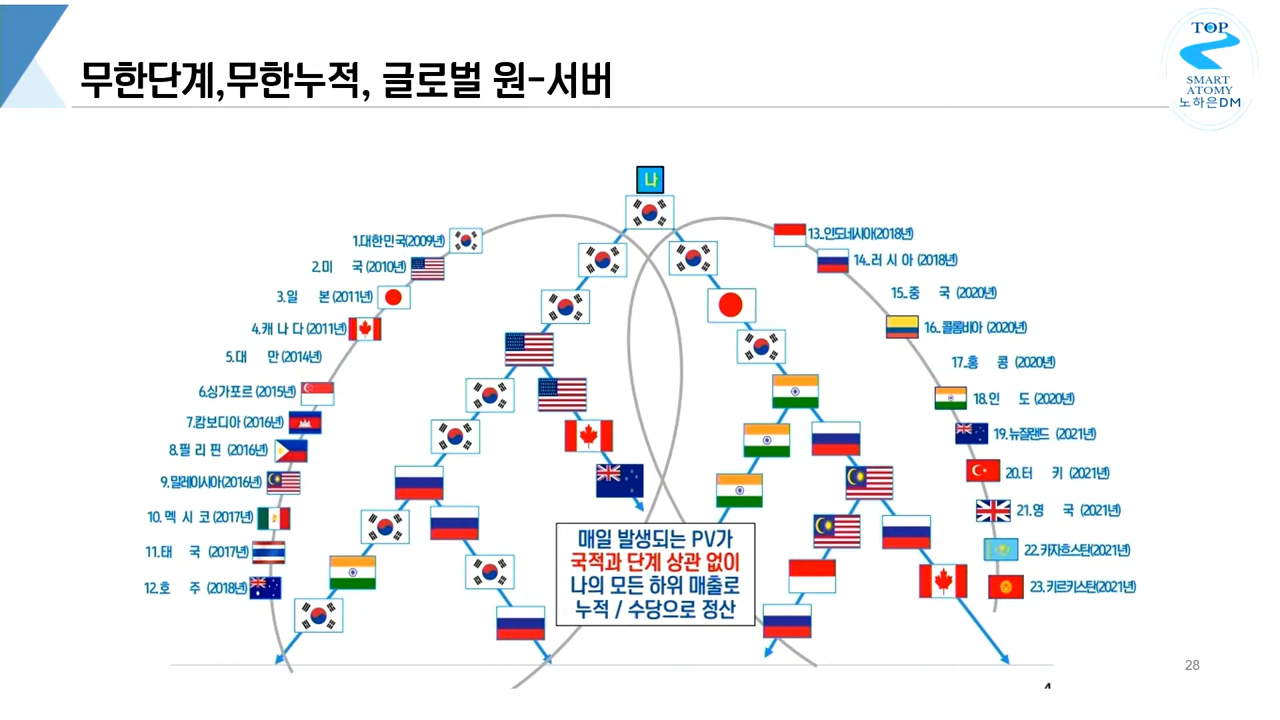 무한단계,무한누적, 글로벌 원-서버
TOP
SMART
ATOMY
노하은DM
나
1.대한민국(2009년)
2.미 국(2010년)
3.일 본(2011년)
4.캐 나 다(2011년)
5.대 만(2014년)
6.싱가포르(2015년)
7.캄보디아(2016년)
8.필 리 핀 (2016년)
9.말레이시아(2016년)
10. 멕 시 코(2017년)
11.태 국 (2017년)
12.호 주 (2018년)
13..인도네시아(2018년)
14..러 시 아 (2018년)
15..중 국 (2020년)
16..콜롬비아 (2020년)
17..홍 콩 (2020년)
18.인 도 (2020년)
19.뉴질랜드 (2021년)
20.터 키 (2021년)
21.영 국 (2021년)
22.카자흐스탄(2021년)
23.키르키스탄(2021년)
매일 발생되는 PV가
국적과 단계 상관 없이
나의 모든 하위 매출로
누적 / 수당으로 정산
28